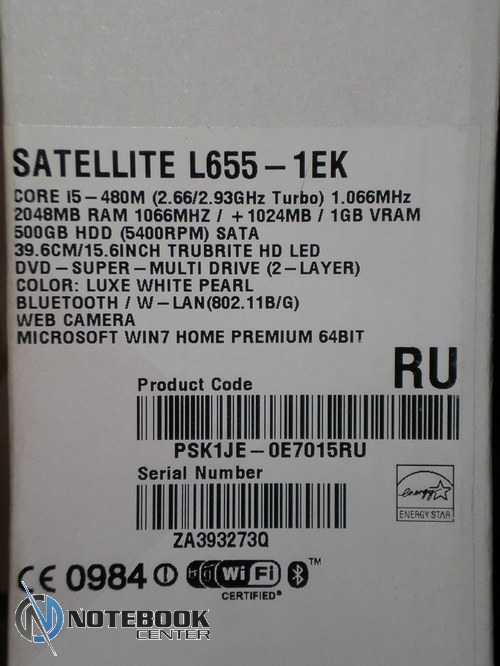 SATELLITE L655-1EK
CORE I5-480M (2.66/2.93GHz Turbo) 1.066MHz
2048MB RAM 1066MHZ / +1024MB / 1GB VRAM
500GB HDD (5400RPM) SATA
39.6CM/15.6INCH TRUBRITE HD LED
DVD-SUPER-MULTI DRIVE (2-LAYER)
COLOR: LUXE WHITE PEARL
BLUETOOTH / W-LAN(802.11B/G)
WEB CAMERA
MICROSOFT WIN7 HOME PREMIUM 64BIT
RU
Product Code
PSK1JE-0E7015RU
Serial Number
ZA393273Q
energy
ENERGY STAR
CE 0984 Wi Fi ™
CERTIFIED®
NOTEBOOK
CENTER